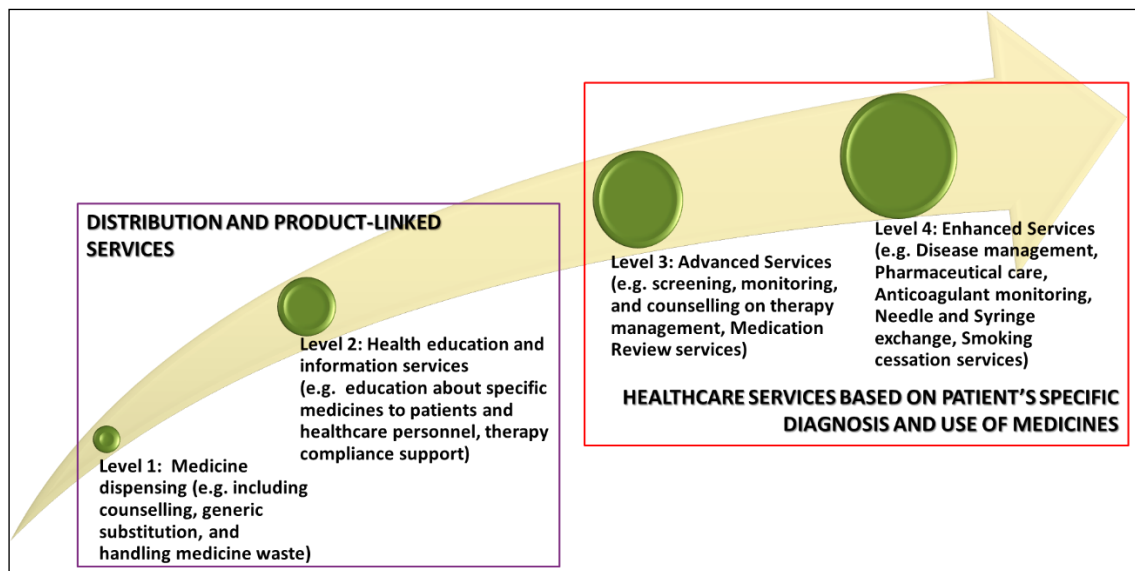 DISTRIBUTION AND PRODUCT-LINKED
SERVICES
Level 1:  Medicine
dispensing (e.g. including
counselling, generic
substitution, and
handling medicine waste)
Level 2: Health education and
information services
(e.g.  education about specific
medicines to patients and
healthcare personnel, therapy
compliance support)
Level 3: Advanced Services
(e.g. screening, monitoring,
and counselling on therapy
management, Medication
Review services)
Level 4: Enhanced Services
(e.g. Disease management,
Pharmaceutical care,
Anticoagulant monitoring,
Needle and Syringe
exchange, Smoking
cessation services)
HEALTHCARE SERVICES BASED ON PATIENT'S SPECIFIC
DIAGNOSIS AND USE OF MEDICINES